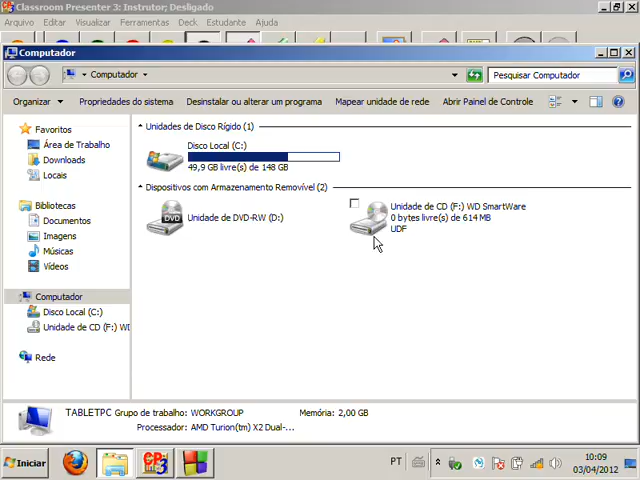 Classroom Presenter 3: Instrutor; Desligado
Arquivo Editar Visualizar Ferramentas Deck Estudante Ajuda
Computador
Computador
Pesquisar Computador
Organizar Propriedades do sistema Desinstalar ou alterar um programa Mapear unidade de rede Abrir Painel de Controle
Favoritos
Área de Trabalho
Downloads
Locais
Bibliotecas
Documentos
Imagens
Músicas
Vídeos
Computador
Disco Local (C:)
Unidade de CD (F:) WD
Rede
Unidades de Disco Rígido (1)
Disco Local (C:)
49,9 GB livre(s) de 148 GB
Dispositivos com Armazenamento Removível (2)
DVD
Unidade de DVD-RW (D:)
Unidade de CD (F:) WD SmartWare
0 bytes livre(s) de 614 MB
UDF
TABLETPC Grupo de trabalho: WORKGROUP Memória: 2,00 GB
Processador: AMD Turion(tm) X2 Dual-...
Iniciar
CP3
PT
10:09
03/04/2012